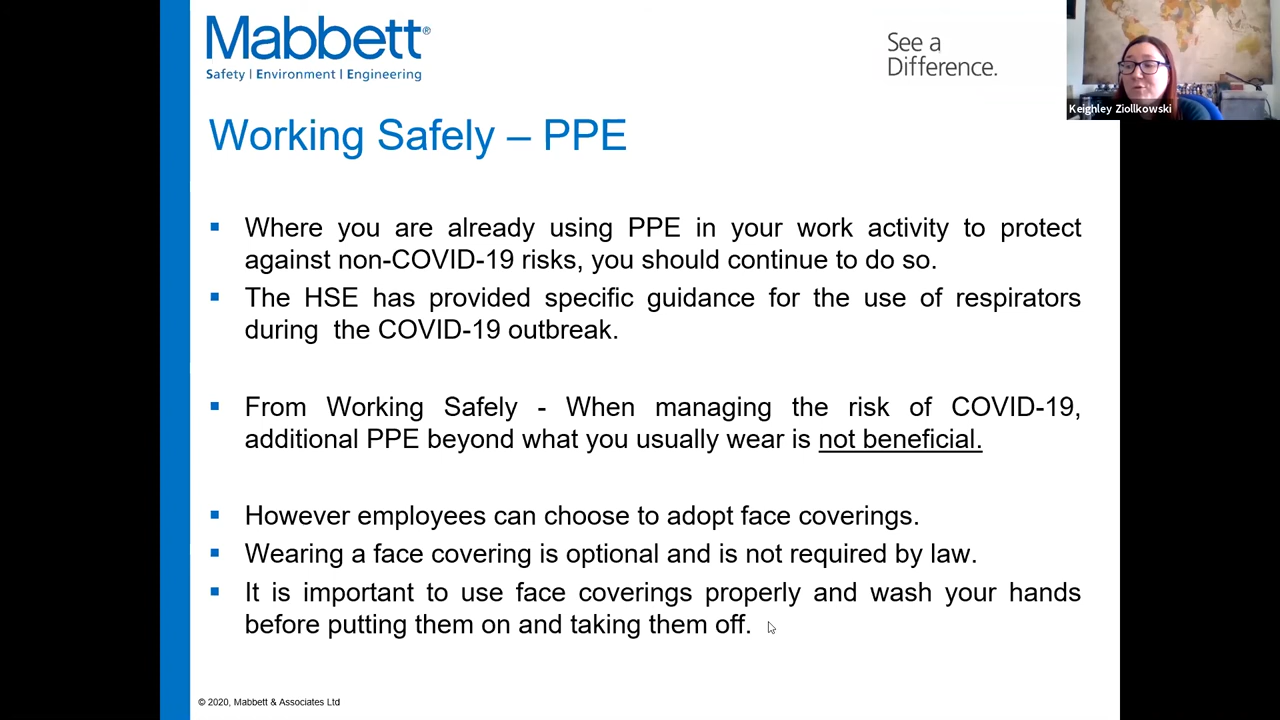 Mabbett®
Safety | Environment | Engineering
See a
Difference.
Keighley Ziollkowski
Working Safely – PPE
Where you are already using PPE in your work activity to protect
against non-COVID-19 risks, you should continue to do so.
The HSE has provided specific guidance for the use of respirators
during the COVID-19 outbreak.
From Working Safely - When managing the risk of COVID-19,
additional PPE beyond what you usually wear is not beneficial.
However employees can choose to adopt face coverings.
Wearing a face covering is optional and is not required by law.
It is important to use face coverings properly and wash your hands
before putting them on and taking them off.
© 2020, Mabbett & Associates Ltd